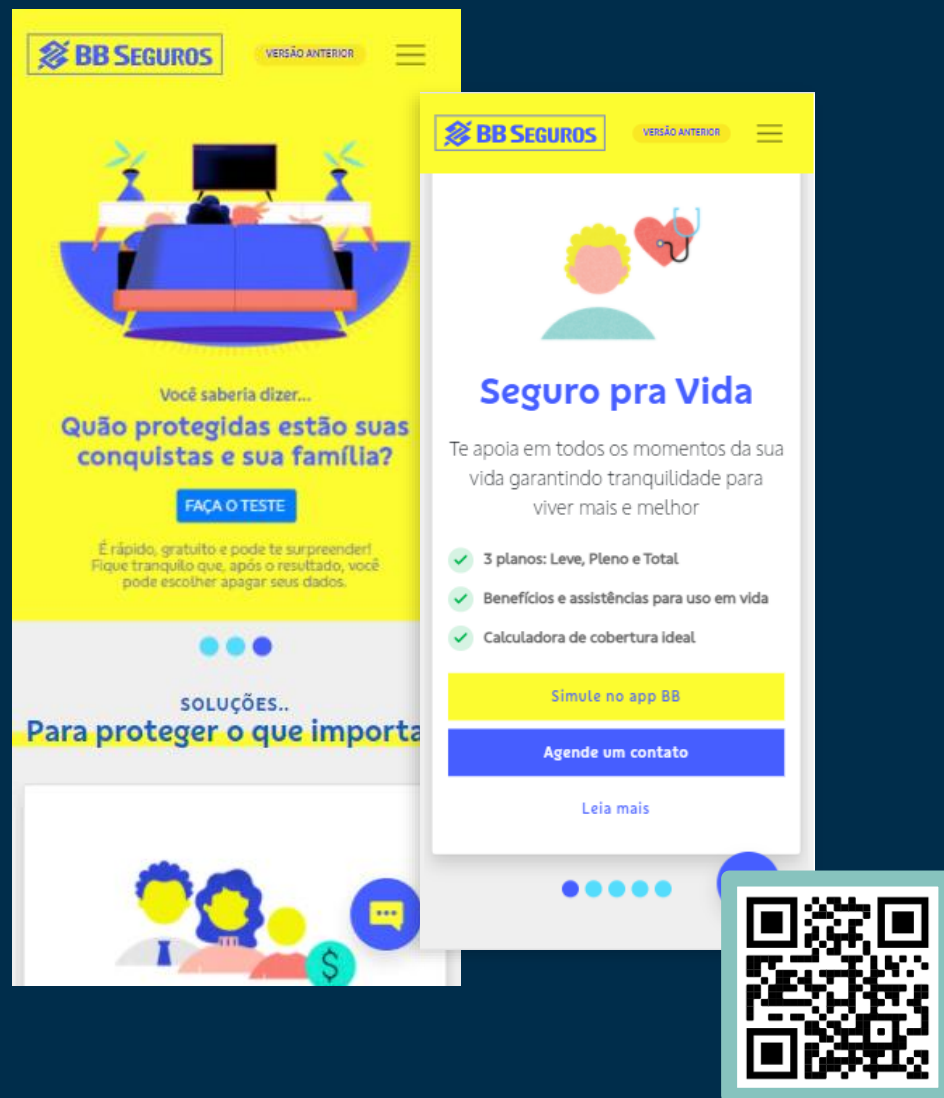 BB SEGUROS
VERSÃO ANTERIOR
Você saberia dizer...
Quão protegidas estão suas
conquistas e sua família?
FAÇA O TESTE
É rápido, gratuito e pode te surpreender!
Fique tranquilo que, após o resultado, você
pode escolher apagar seus dados.
SOLUÇÕES..
Para proteger o que importa
$
BB SEGUROS
VERSÃO ANTERIOR
Seguro pra Vida
Te apoia em todos os momentos da sua
vida garantindo tranquilidade para
viver mais e melhor
3 planos: Leve, Pleno e Total
Benefícios e assistências para uso em vida
Calculadora de cobertura ideal
Simule no app BB
Agende um contato
Leia mais